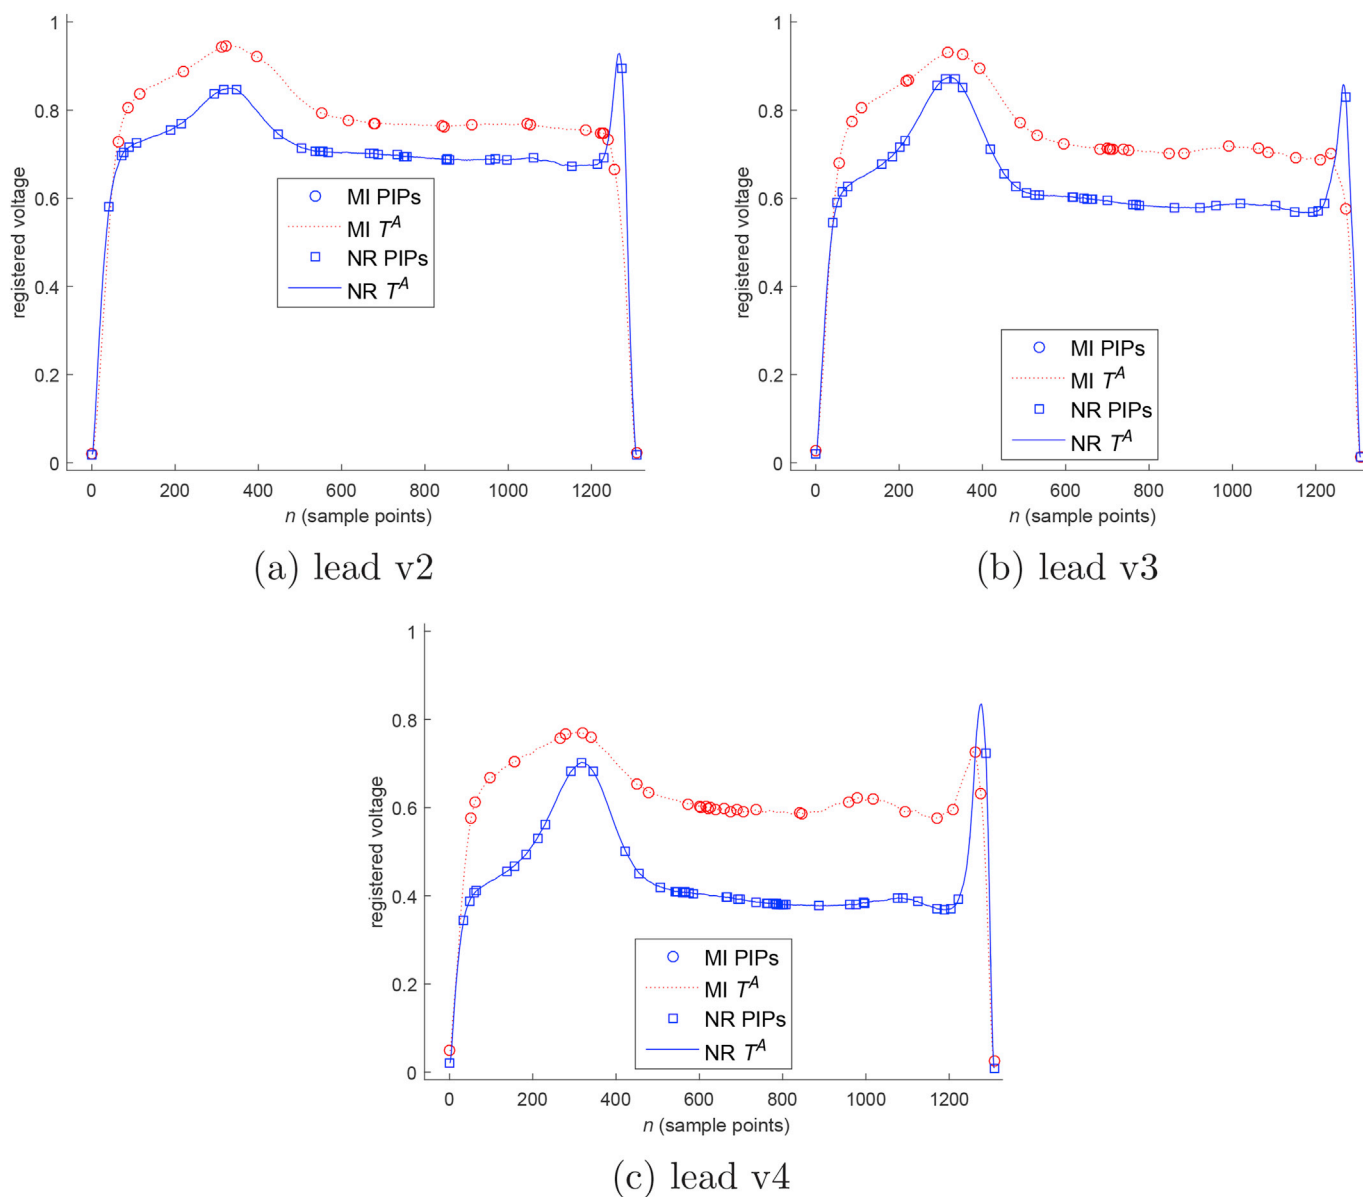 1
0.8
0.6
0.4
0.2
0
registered voltage
MI PIPs
MI T^A
NR PIPs
NR T^A
0 200 400 600 800 1000 1200
n (sample points)
(a) lead v2
1
0.8
0.6
0.4
0.2
0
registered voltage
MI PIPs
MI T^A
NR PIPs
NR T^A
0 200 400 600 800 1000 1200
n (sample points)
(b) lead v3
1
0.8
0.6
0.4
0.2
0
registered voltage
MI PIPs
MI T^A
NR PIPs
NR T^A
0 200 400 600 800 1000 1200
n (sample points)
(c) lead v4